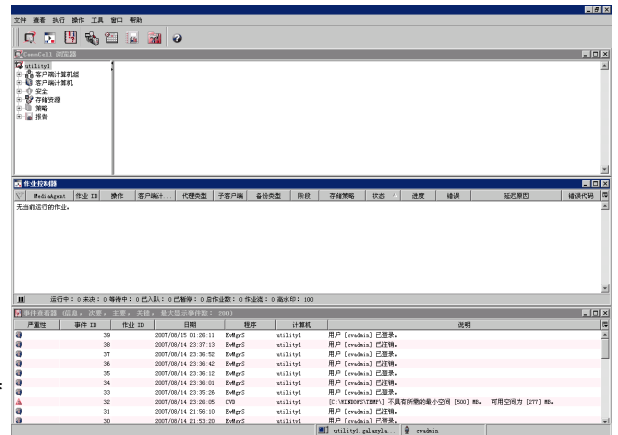 文件 查看 执行 操作 工具 窗口 帮助
CommCell 浏览器
utility1
客户端计算机组
客户端计算机
安全
存储资源
策略
报告
作业控制器
MediaAgent 作业 ID 操作 客户端计... 代理类型 子客户端 备份类型 阶段 存储策略 状态 进度 错误 延迟原因 错误代码
无当前运行的作业。
运行中: 0 未决: 0 等待中: 0 已入队: 0 已暂停: 0 总作业数: 0 作业流: 0 高水印: 100
事件查看器 (信息, 次要, 主要, 关键, 最大显示事件数: 200)
严重性 事件 ID 作业 ID 日期 程序 计算机 说明
39 2007/08/15 01:26:11 EvMgrS utility1 用户 [cvadmin] 已登录。
38 2007/08/14 23:37:13 EvMgrS utility1 用户 [cvadmin] 已注销。
37 2007/08/14 23:36:52 EvMgrS utility1 用户 [cvadmin] 已登录。
36 2007/08/14 23:36:42 EvMgrS utility1 用户 [cvadmin] 已注销。
35 2007/08/14 23:36:12 EvMgrS utility1 用户 [cvadmin] 已登录。
34 2007/08/14 23:36:01 EvMgrS utility1 用户 [cvadmin] 已注销。
33 2007/08/14 23:35:26 EvMgrS utility1 用户 [cvadmin] 已登录。
32 2007/08/14 23:26:05 CVD utility1 [C:\WINDOWS\TEMP\] 不具有所需的最小空间 [500] MB。 可用空间为 [277] MB。
31 2007/08/14 21:56:10 EvMgrS utility1 用户 [cvadmin] 已注销。
30 2007/08/14 21:53:20 EvMgrS utility1 用户 [cvadmin] 已登录。
utility1.galaxyla... cvadmin